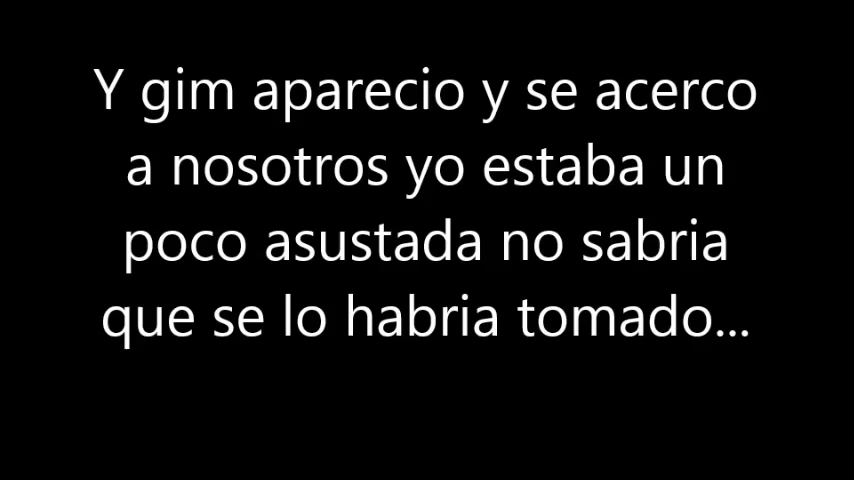 Y gim aparecio y se acerco
a nosotros yo estaba un
poco asustada no sabria
que se lo habria tomado...